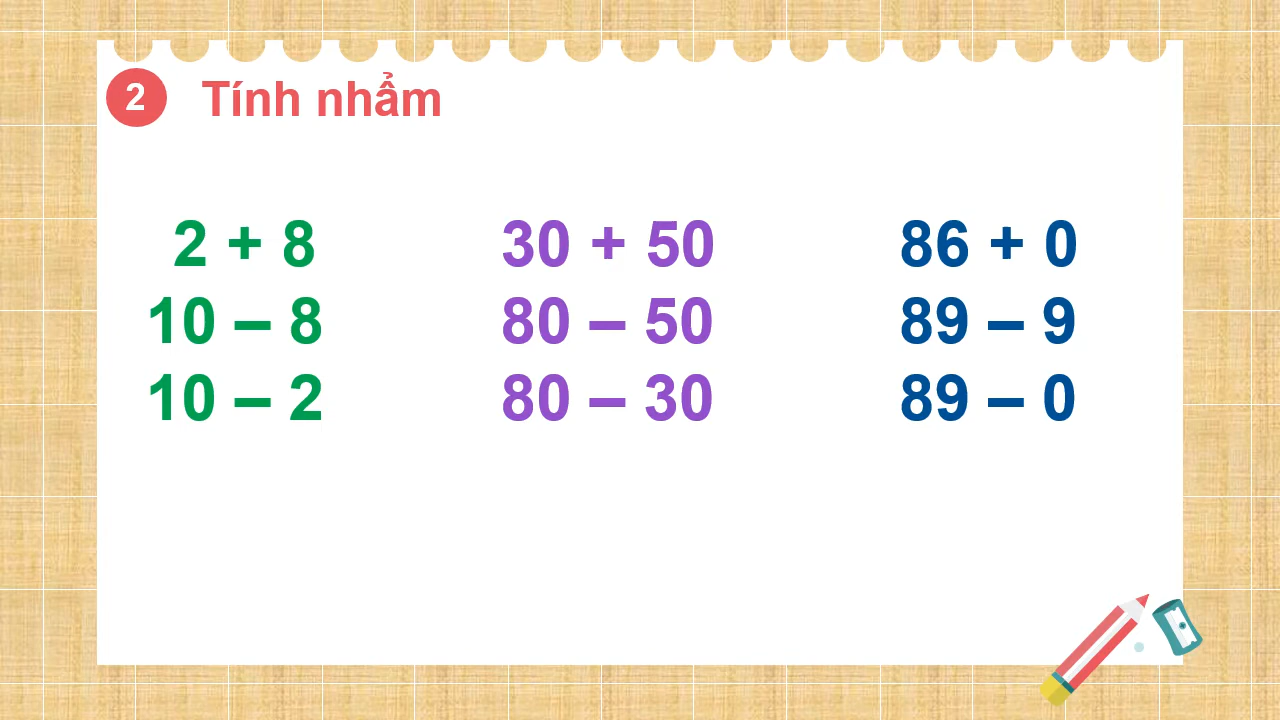 2 Tính nhẩm
2 + 8 30 + 50 86 + 0
10 – 8 80 – 50 89 – 9
10 – 2 80 – 30 89 – 0